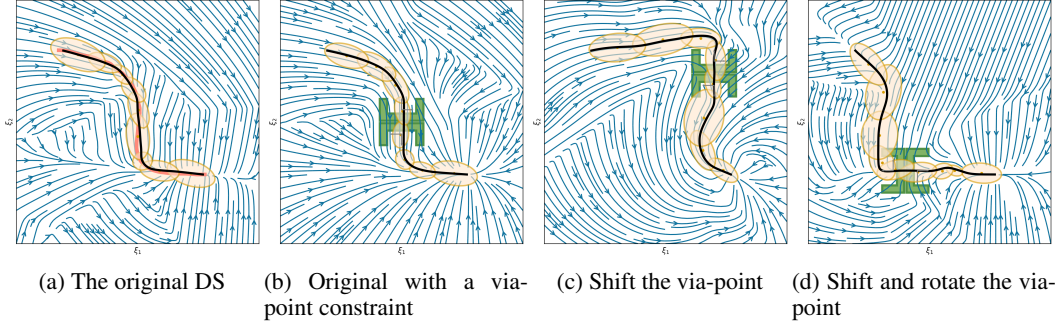 ξ2
ξ2
ξ2
ξ2
ξ1
ξ1
ξ1
ξ1
(a) The original DS
(b) Original with a via-
point constraint
(c) Shift the via-point
(d) Shift and rotate the via-
point